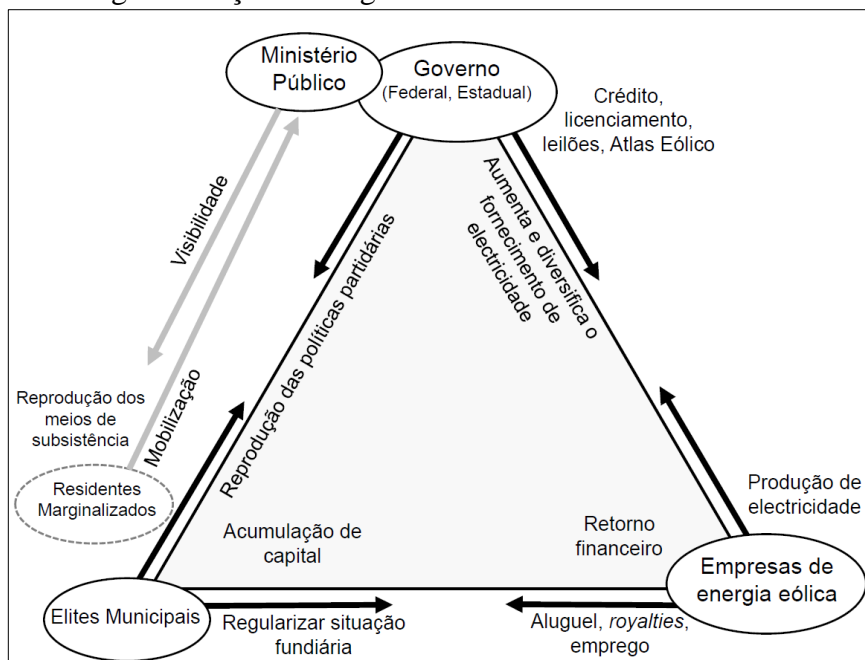 Ministério
Público
Governo
(Federal, Estadual)
Crédito,
licenciamento,
leilões, Atlas Eólico
Visibilidade
Mobilização
Reprodução das políticas partidárias
Aumenta e diversifica o
fornecimento de
electricidade
Reprodução dos
meios de
subsistência
Residentes
Marginalizados
Acumulação de
capital
Retorno
financeiro
Produção de
electricidade
Elites Municipais
Empresas de
energia eólica
Regularizar situação
fundiária
Aluguel, royalties,
emprego